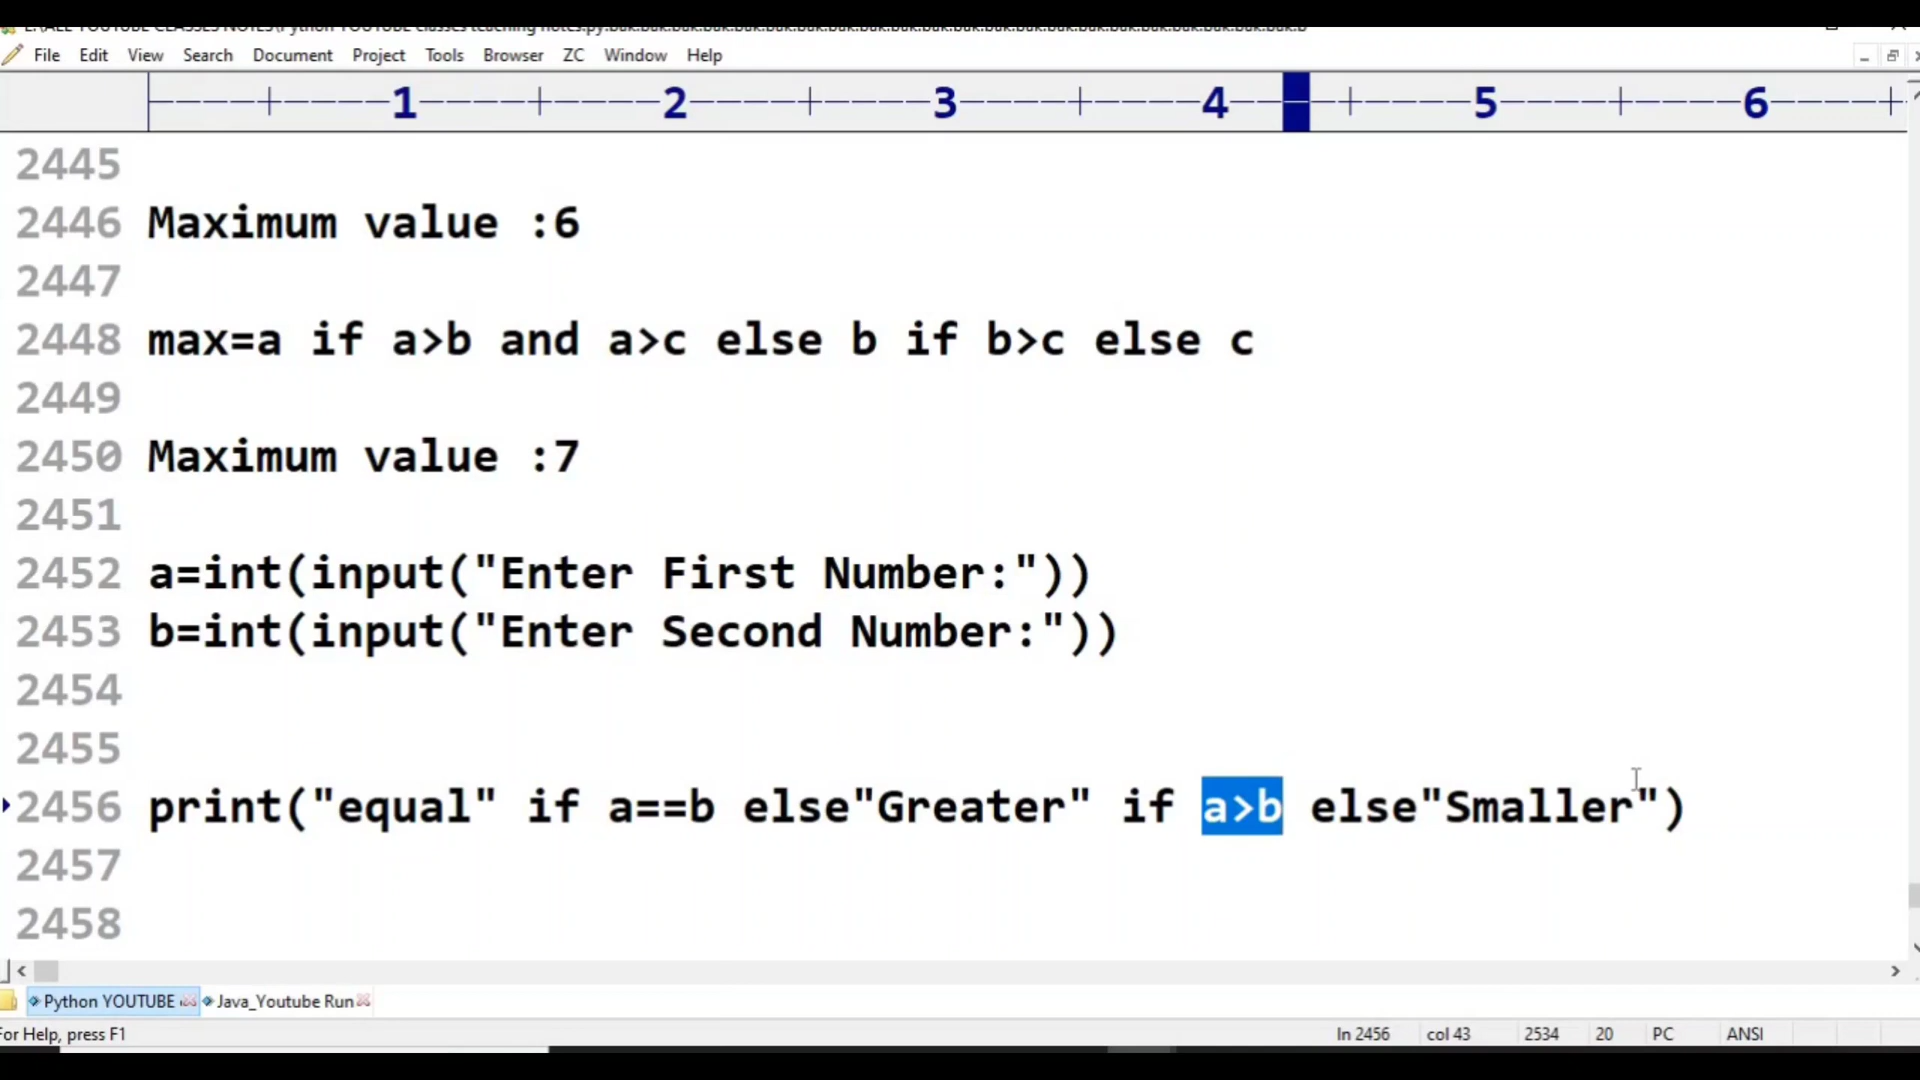 File Edit View Search Document Project Tools Browser ZC Window Help
1 2 3 4 5 6
2445
2446 Maximum value :6
2447
2448 max=a if a>b and a>c else b if b>c else c
2449
2450 Maximum value :7
2451
2452 a=int(input("Enter First Number:"))
2453 b=int(input("Enter Second Number:"))
2454
2455
2456 print("equal" if a==b else"Greater" if a>b else"Smaller")
2457
2458
Python YOUTUBE Java_Youtube Run
For Help, press F1 ln 2456 col 43 2534 20 PC ANSI